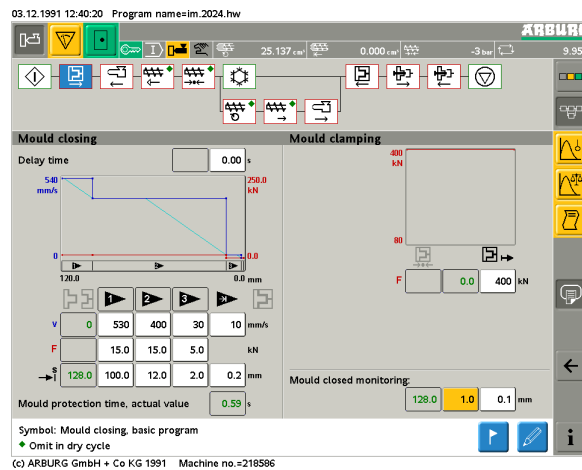 03.12.1991 12:40:20 Program name=im.2024.hw
ARBURG
25.137 cm³ 0.000 cm³ -3 bar 9.95
Mould closing
Delay time 0.00 s
540 mm/s
250.0 kN
0
0.0
120.0 0.0 mm
1 2 3
v 0 530 400 30 10 mm/s
F 15.0 15.0 5.0 kN
s 128.0 100.0 12.0 2.0 0.2 mm
Mould protection time, actual value 0.59 s
Mould clamping
400 kN
80
F 0.0 400 kN
Mould closed monitoring:
128.0 1.0 0.1 mm
Symbol: Mould closing, basic program
Omit in dry cycle
i
(c) ARBURG GmbH + Co KG 1991 Machine no.=218586